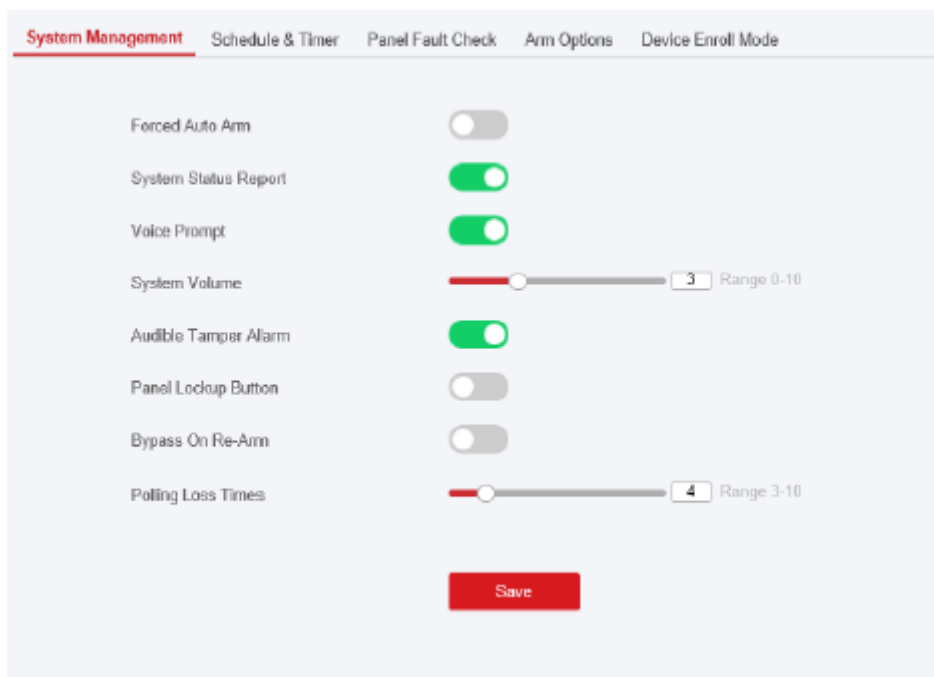 System Management Schedule & Timer Panel Fault Check Arm Options Device Enroll Mode
Forced Auto Arm
System Status Report
Voice Prompt
System Volume 3 Range 0-10
Audible Tamper Alarm
Panel Lockup Button
Bypass On Re-Arm
Polling Loss Times 4 Range 3-10
Save